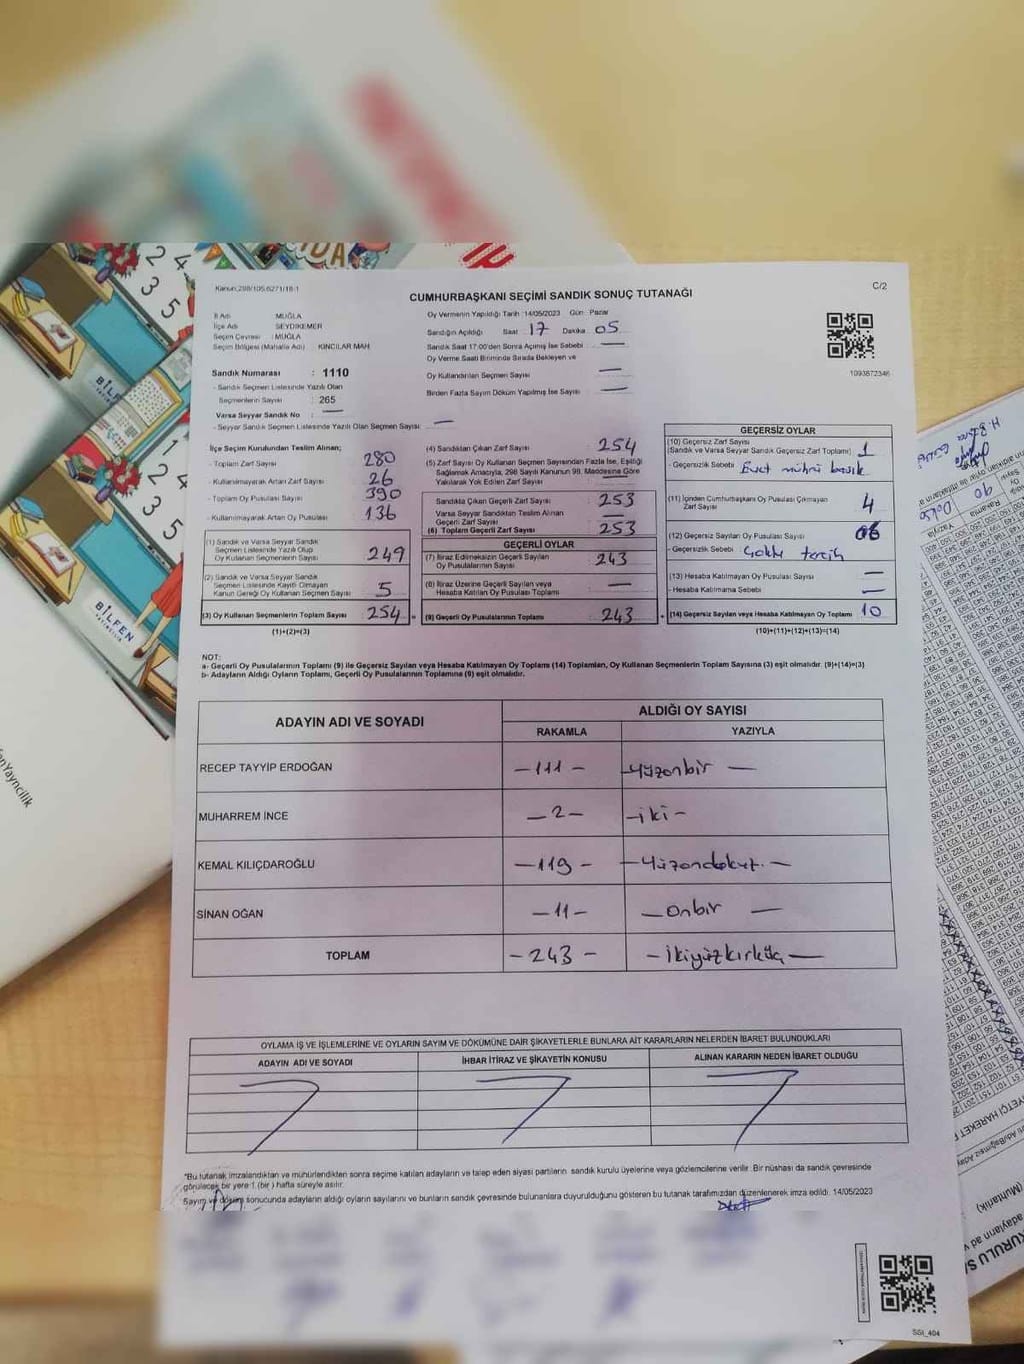 Kanun 298/105,6271/18-1
C/2
CUMHURBAŞKANI SEÇİMİ SANDIK SONUÇ TUTANAĞI
İl Adı MUĞLA
İlçe Adı SEYDİKEMER
Seçim Çevresi : MUĞLA
Seçim Bölgesi (Mahalle Adı) KINCILAR MAH.
Sandık Numarası : 1110
- Sandık Seçmen Listesinde Yazılı Olan
Seçmenlerin Sayısı : 265
Varsa Seyyar Sandık No : —
- Seyyar Sandık Seçmen Listesinde Yazılı Olan Seçmen Sayısı : —
Oy Vermenin Yapıldığı Tarih :14/05/2023 Gün: Pazar
Sandığın Açıldığı Saat 17 Dakika 05
Sandık Saat 17:00'den Sonra Açılmış İse Sebebi —
Oy Verme Saati Bitiminde Sırada Bekleyen ve
Oy Kullandırılan Seçmen Sayısı —
Birden Fazla Sayım Döküm Yapılmış İse Sayısı —
1093872346
İlçe Seçim Kurulundan Teslim Alınan;
- Toplam Zarf Sayısı 280
- Kullanılmayarak Artan Zarf Sayısı 26
- Toplam Oy Pusulası Sayısı 390
- Kullanılmayarak Artan Oy Pusulası 136
(1) Sandık ve Varsa Seyyar Sandık
Seçmen Listesinde Yazılı Olup
Oy Kullanan Seçmenlerin Sayısı 249
(2) Sandık ve Varsa Seyyar Sandık
Seçmen Listesinde Kayıtlı Olmayan
Kanun Gereği Oy Kullanan Seçmen Sayısı 5
(3) Oy Kullanan Seçmenlerin Toplam Sayısı 254
(1)+(2)=(3)
(4) Sandıktan Çıkan Zarf Sayısı 254
(5) Zarf Sayısı Oy Kullanan Seçmen Sayısından Fazla İse, Eşitliği
Sağlamak Amacıyla, 298 Sayılı Kanunun 98. Maddesine Göre
Yakılarak Yok Edilen Zarf Sayısı —
Sandıkta Çıkan Geçerli Zarf Sayısı 253
Varsa Seyyar Sandıktan Teslim Alınan
Geçerli Zarf Sayısı —
(6) Toplam Geçerli Zarf Sayısı 253
GEÇERLİ OYLAR
(7) İtiraz Edilmeksizin Geçerli Sayılan
Oy Pusulalarının Sayısı 243
(8) İtiraz Üzerine Geçerli Sayılan veya
Hesaba Katılan Oy Pusulası Toplamı —
(9) Geçerli Oy Pusulalarının Toplamı 243
GEÇERSİZ OYLAR
(10) Geçersiz Zarf Sayısı
(Sandık ve Varsa Seyyar Sandık Geçersiz Zarf Toplamı) 1
- Geçersizlik Sebebi : Evet mührü basık
(11) İçinden Cumhurbaşkanı Oy Pusulası Çıkmayan
Zarf Sayısı 4
(12) Geçersiz Sayılan Oy Pusulası Sayısı 06
- Geçersizlik Sebebi : Çoklu tercih
(13) Hesaba Katılmayan Oy Pusulası Sayısı —
- Hesaba Katılmama Sebebi : —
(14) Geçersiz Sayılan veya Hesaba Katılmayan Oy Toplamı 10
(10)+(11)+(12)+(13)=(14)
NOT:
a- Geçerli Oy Pusulalarının Toplamı (9) ile Geçersiz Sayılan veya Hesaba Katılmayan Oy Toplamı (14) Toplamları, Oy Kullanan Seçmenlerin Toplam Sayısına (3) eşit olmalıdır. (9)+(14)=(3)
b- Adayların Aldığı Oyların Toplamı, Geçerli Oy Pusulalarının Toplamına (9) eşit olmalıdır.
ADAYIN ADI VE SOYADI ALDIĞI OY SAYISI
RAKAMLA YAZIYLA
RECEP TAYYİP ERDOĞAN —111— —yüzonbir—
MUHARREM İNCE —2— —iki—
KEMAL KILIÇDAROĞLU —119— —Yüzondokuz.—
SİNAN OĞAN —11— —Onbir—
TOPLAM —243— —ikiyüzkırküç—
OYLAMA İŞ VE İŞLEMLERİNE VE OYLARIN SAYIM VE DÖKÜMÜNE DAİR ŞİKAYETLERLE BUNLARA AİT KARARLARIN NELERDEN İBARET BULUNDUKLARI
ADAYIN ADI VE SOYADI İHBAR İTİRAZ VE ŞİKAYETİN KONUSU ALINAN KARARIN NEDEN İBARET OLDUĞU
*Bu tutanak imzalandıktan ve mühürlendikten sonra seçime katılan adayların ve talep eden siyasi partilerin sandık kurulu üyelerine veya gözlemcilerine verilir. Bir nüshası da sandık çevresinde
görülecek bir yere 1 (bir) hafta süreyle asılır.
Sayım ve döküm sonucunda adayların aldığı oyların sayılarını ve bunların sandık çevresinde bulunanlara duyurulduğunu gösteren bu tutanak tarafımızdan düzenlenerek imza edildi. 14/05/2023
SGI_404
BİLFEN
YAYINCILIK
BİLFEN
YAYINCILIK